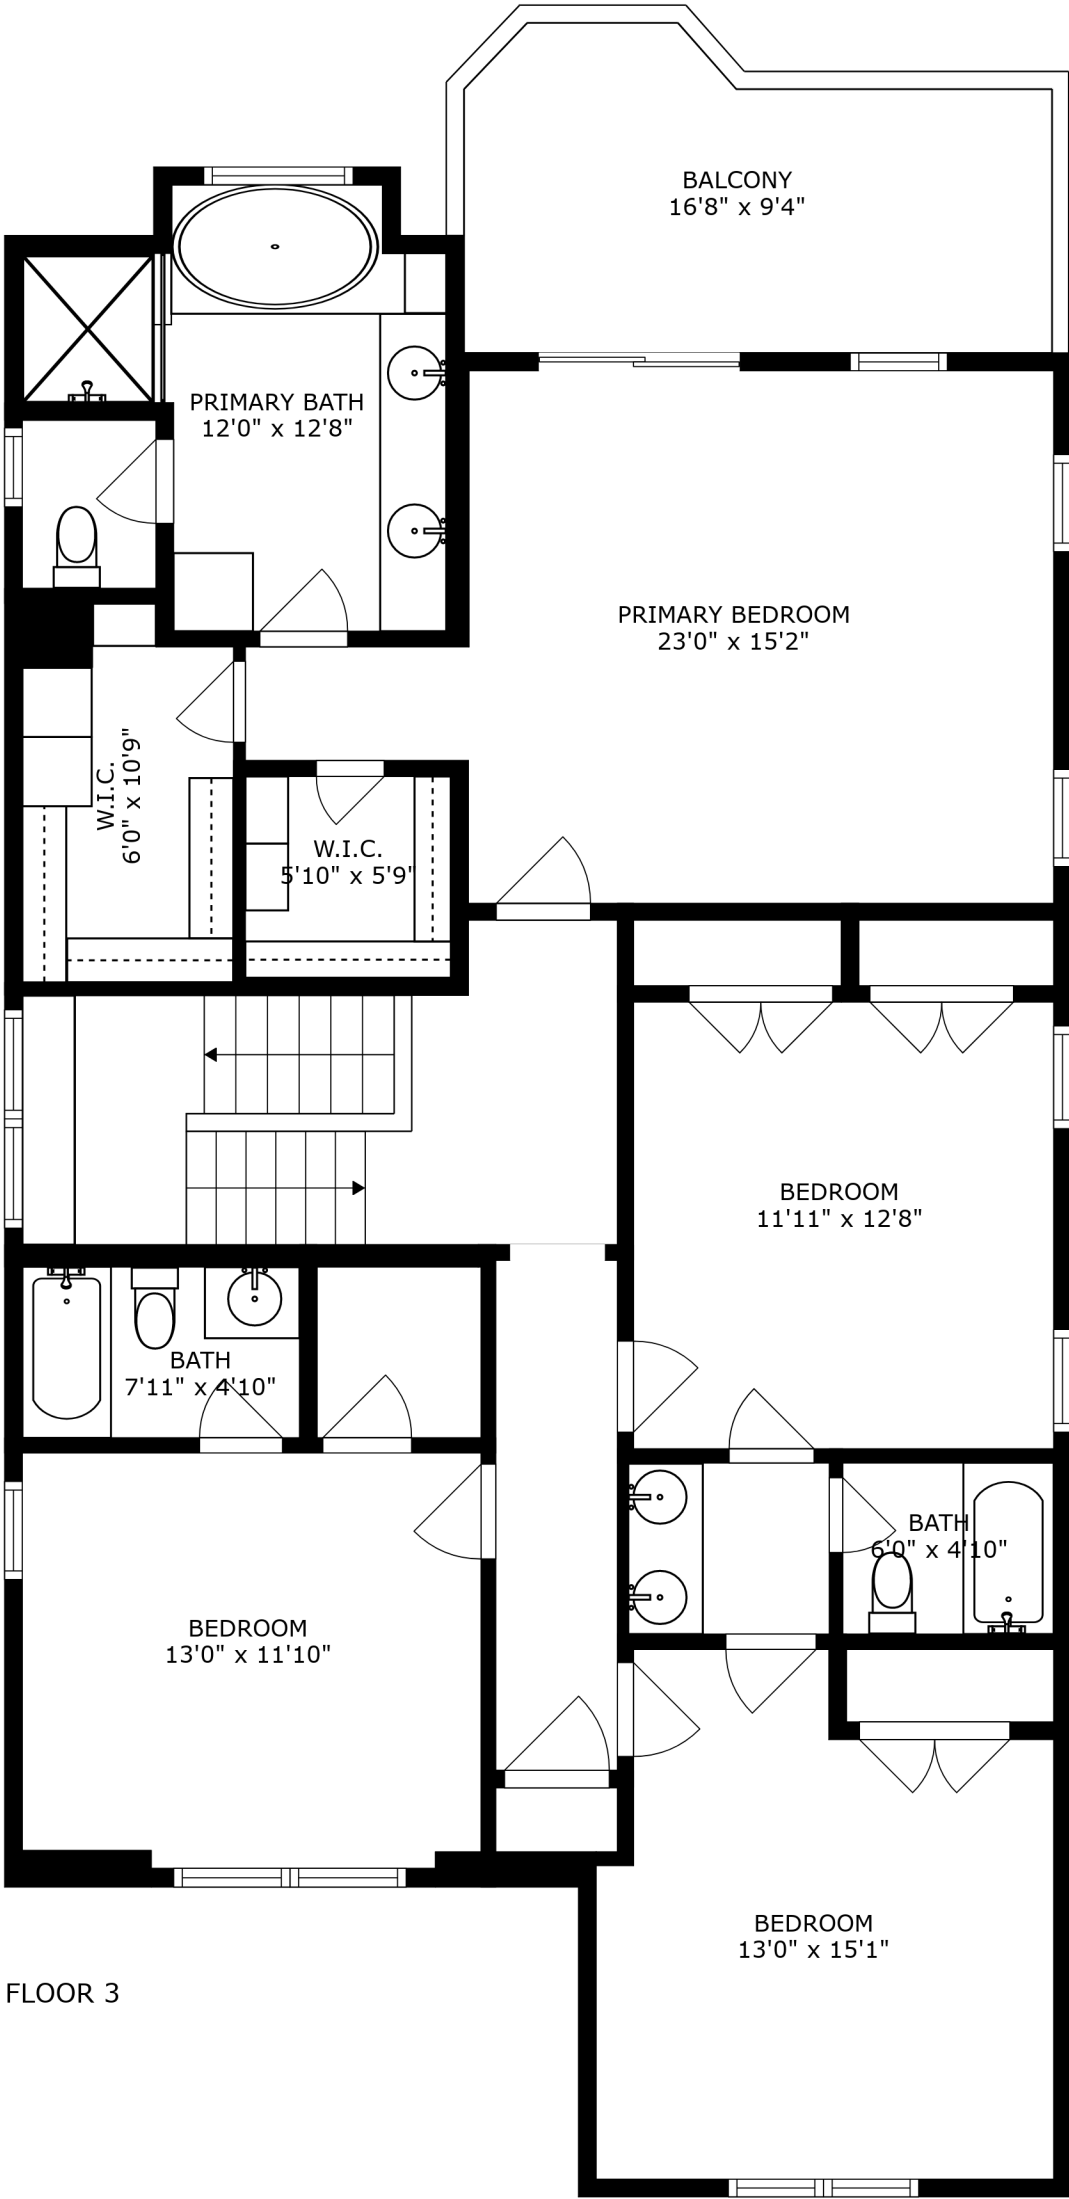 BALCONY
16'8" x 9'4"
PRIMARY BATH
12'0" x 12'8"
PRIMARY BEDROOM
23'0" x 15'2"
W.I.C.
6'0" x 10'9"
W.I.C.
5'10" x 5'9"
BEDROOM
11'11" x 12'8"
BATH
7'11" x 4'10"
BATH
6'0" x 4'10"
BEDROOM
13'0" x 11'10"
BEDROOM
13'0" x 15'1"
FLOOR 3